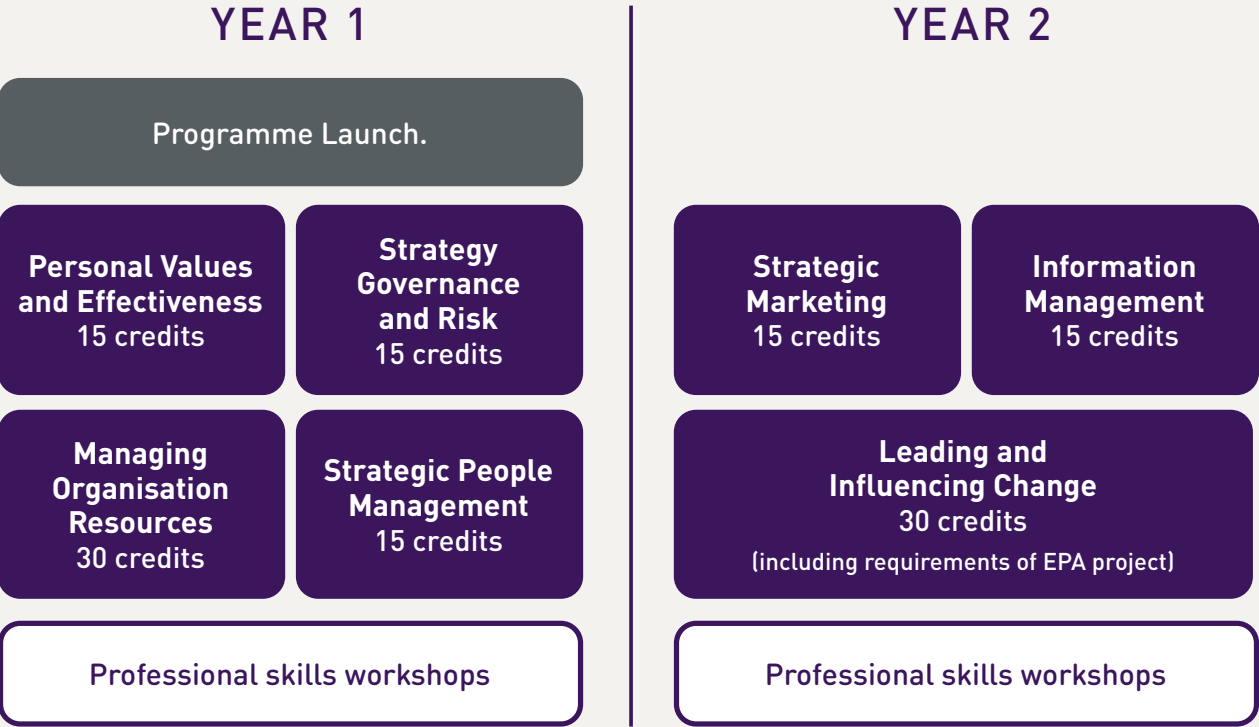 YEAR 1
Programme Launch.
Personal Values
and Effectiveness
15 credits
Strategy
Governance
and Risk
15 credits
Managing
Organisation
Resources
30 credits
Strategic People
Management
15 credits
Professional skills workshops
YEAR 2
Strategic
Marketing
15 credits
Information
Management
15 credits
Leading and
Influencing Change
30 credits
(including requirements of EPA project)
Professional skills workshops